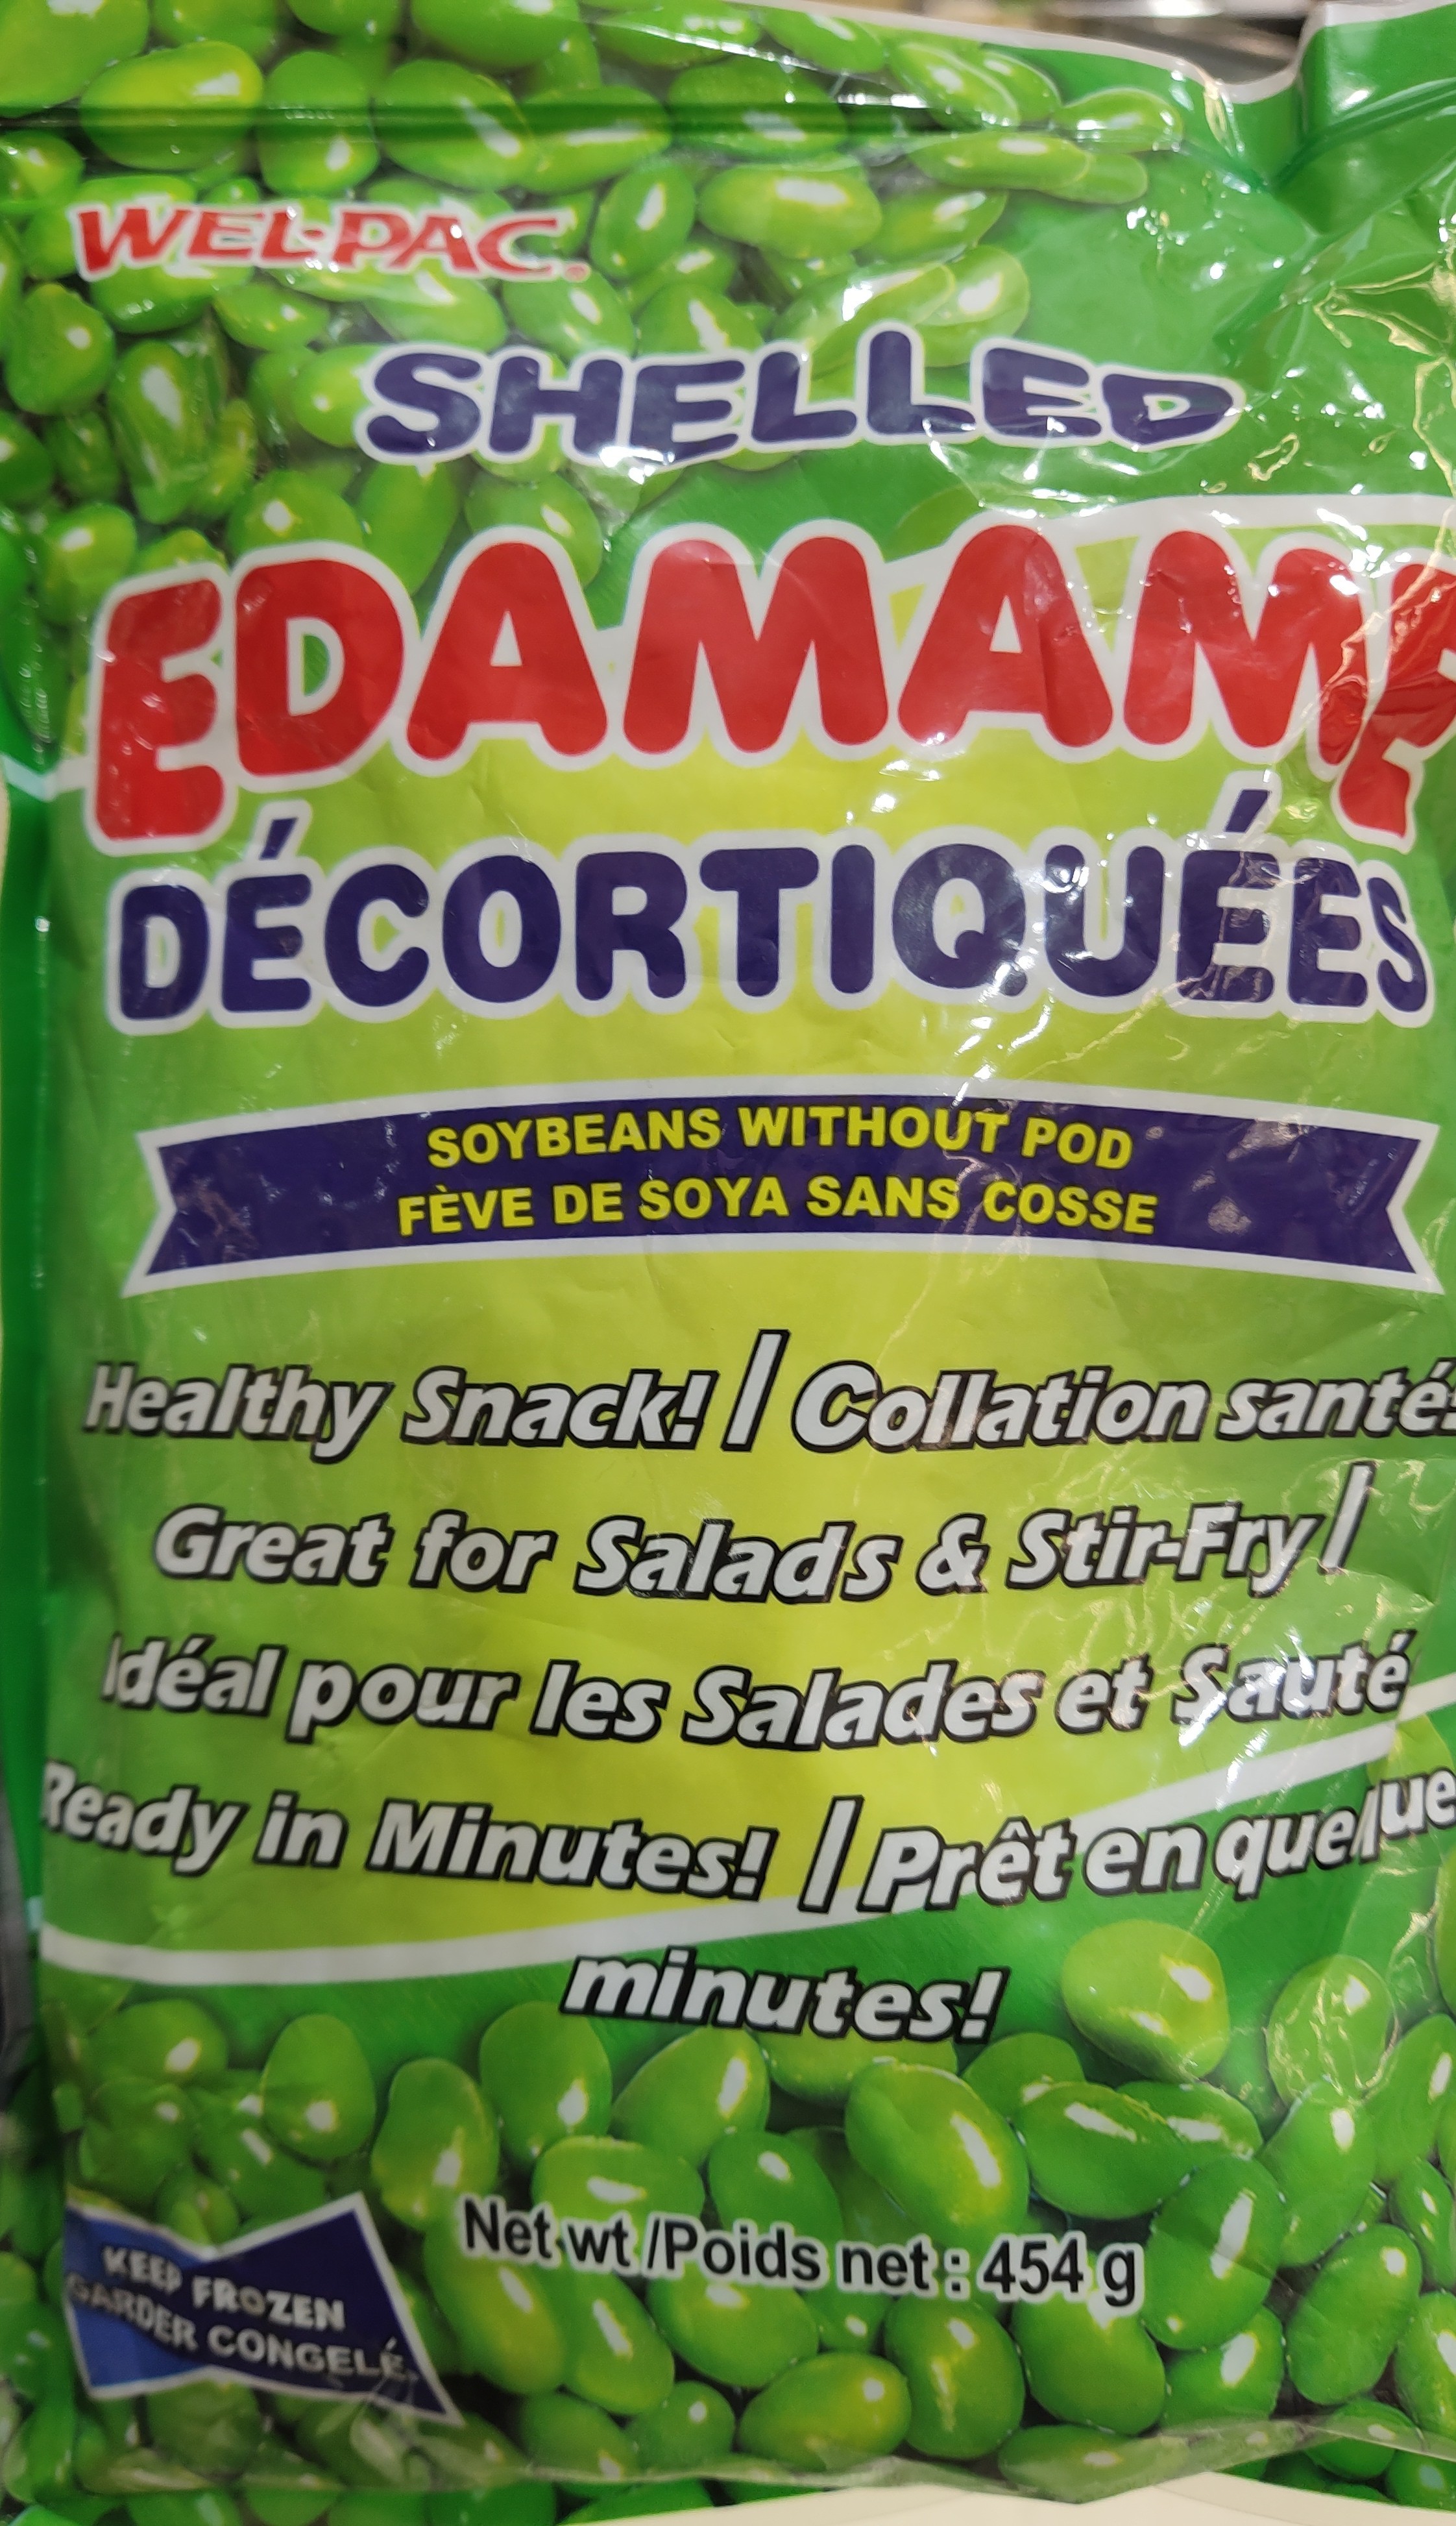 WEL-PAC®
SHELLED
EDAMAME
DÉCORTIQUÉES
SOYBEANS WITHOUT POD
FÈVE DE SOYA SANS COSSE
Healthy Snack! / Collation santé!
Great for Salads & Stir-Fry /
Idéal pour les Salades et Sauté
Ready in Minutes! / Prêt en quelque
minutes!
Net wt /Poids net : 454 g
KEEP FROZEN
GARDER CONGELÉ